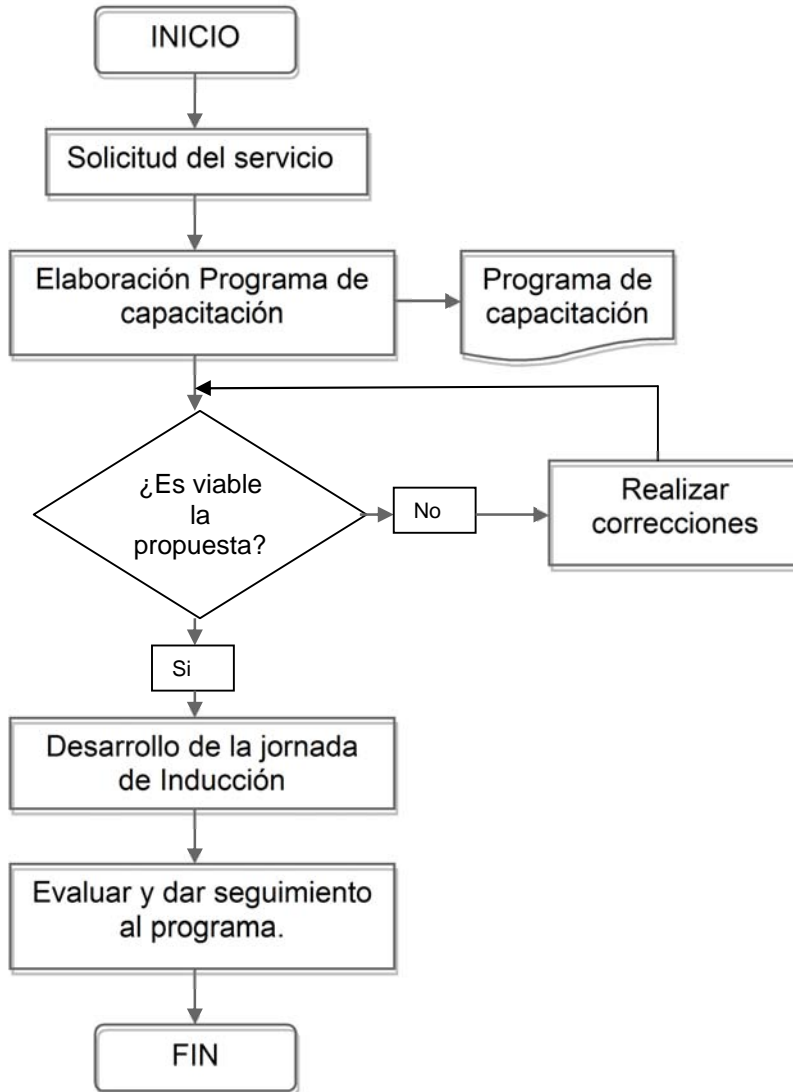 INICIO
Solicitud del servicio
Elaboración Programa de
capacitación
Programa de
capacitación
¿Es viable
la
propuesta?
No
Realizar
correcciones
Si
Desarrollo de la jornada
de Inducción
Evaluar y dar seguimiento
al programa.
FIN